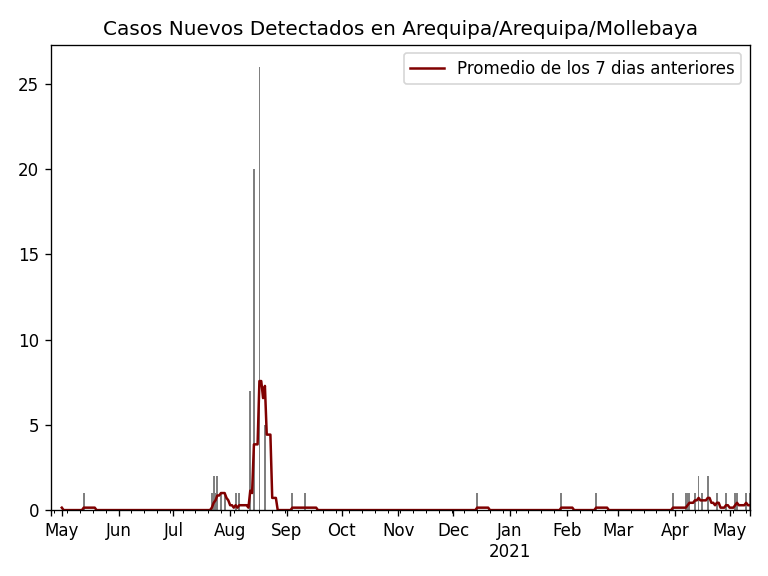 Casos Nuevos Detectados en Arequipa/Arequipa/Mollebaya
Promedio de los 7 dias anteriores
25
20
15
10
5
0
May Jun Jul Aug Sep Oct Nov Dec Jan Feb Mar Apr May
2021